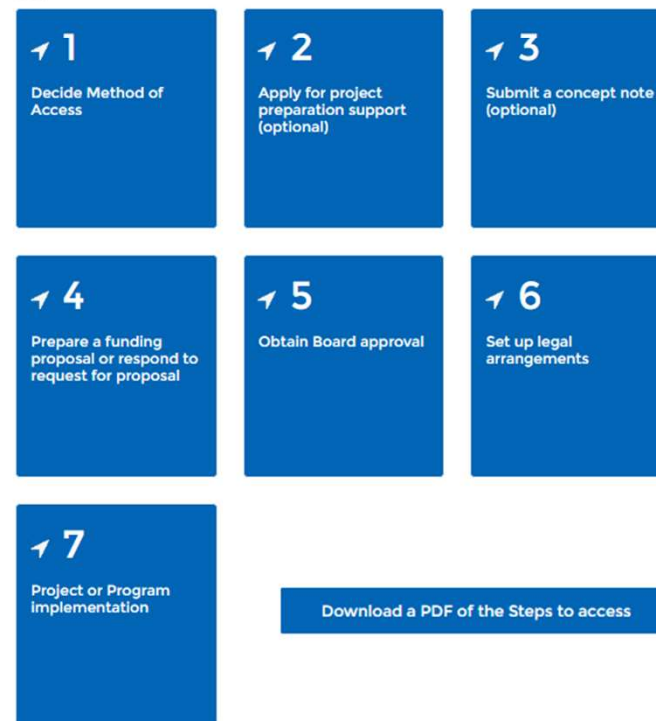 1
Decide Method of
Access
2
Apply for project
preparation support
(optional)
3
Submit a concept note
(optional)
4
Prepare a funding
proposal or respond to
request for proposal
5
Obtain Board approval
6
Set up legal
arrangements
7
Project or Program
implementation
Download a PDF of the Steps to access